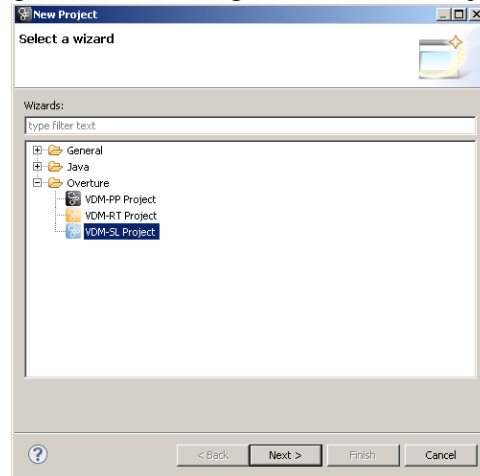 New Project
Select a wizard
Wizards:
type filter text
General
Java
Overture
VDM-PP Project
VDM-RT Project
VDM-SL Project
?
< Back
Next >
Finish
Cancel